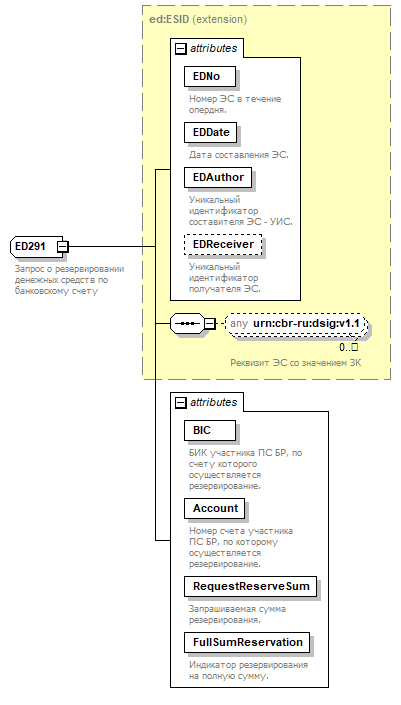 ed:ESID (extension)
attributes
EDNo
Номер ЭС в течение
опердня.
EDDate
Дата составления ЭС.
EDAuthor
Уникальный
идентификатор
составителя ЭС - УИС.
EDReceiver
Уникальный
идентификатор
получателя ЭС.
ED291
Запрос о резервировании
денежных средств по
банковскому счету
any urn:cbr-ru:dsig:v1.1
0..
Реквизит ЭС со значением ЗК
attributes
BIC
БИК участника ПС БР, по
счету которого
осуществляется
резервирование.
Account
Номер счета участника
ПС БР, по которому
осуществляется
резервирование.
RequestReserveSum
Запрашиваемая сумма
резервирования.
FullSumReservation
Индикатор резервирования
на полную сумму.